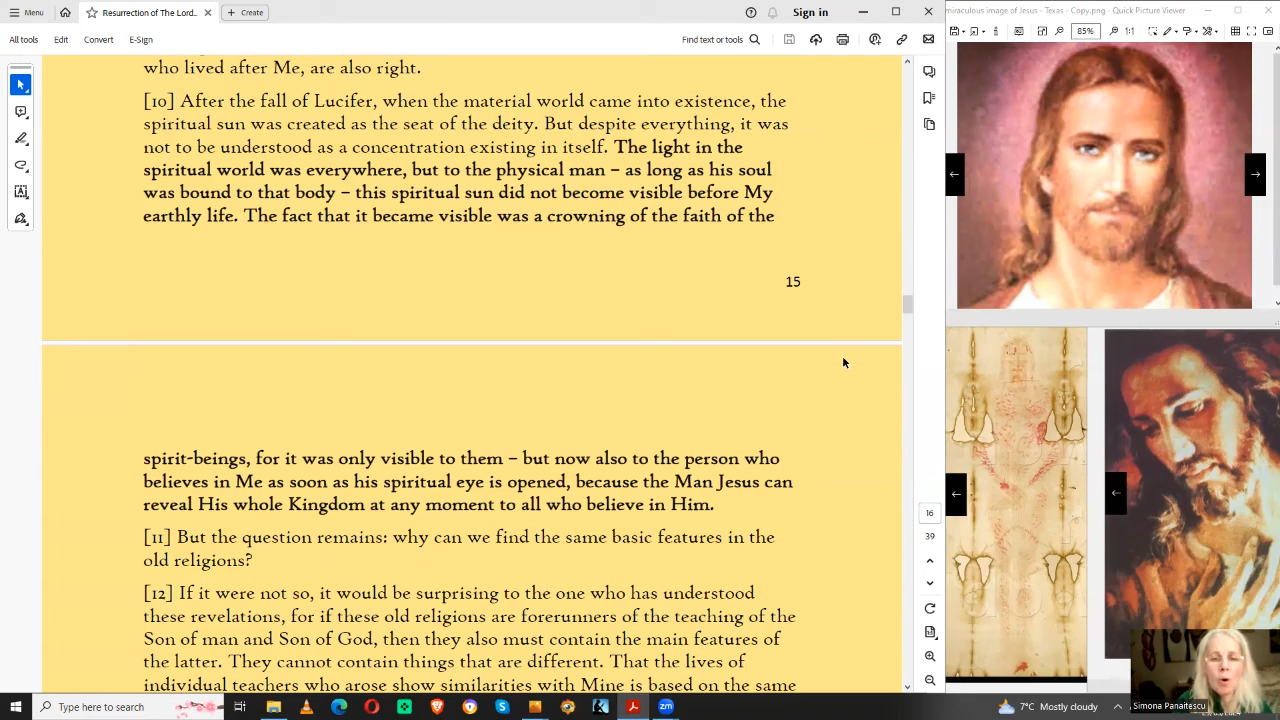 Menu
Resurrection of The Lord...
Create
Sign in
All tools
Edit
Convert
E-Sign
Find text or tools
miraculous image of Jesus - Texas - Copy.png - Quick Picture Viewer
85%
1:1
who lived after Me, are also right.
[10] After the fall of Lucifer, when the material world came into existence, the
spiritual sun was created as the seat of the deity. But despite everything, it was
not to be understood as a concentration existing in itself. The light in the
spiritual world was everywhere, but to the physical man – as long as his soul
was bound to that body – this spiritual sun did not become visible before My
earthly life. The fact that it became visible was a crowning of the faith of the
15
spirit-beings, for it was only visible to them – but now also to the person who
believes in Me as soon as his spiritual eye is opened, because the Man Jesus can
reveal His whole Kingdom at any moment to all who believe in Him.
[11] But the question remains: why can we find the same basic features in the
old religions?
[12] If it were not so, it would be surprising to the one who has understood
these revelations, for if these old religions are forerunners of the teaching of the
Son of man and Son of God, then they also must contain the main features of
the latter. They cannot contain things that are different. That the lives of
individual teachers who arose show similarities with Mine is based on the same
16
39
Type here to search
7°C Mostly cloudy
Simona Panaitescu